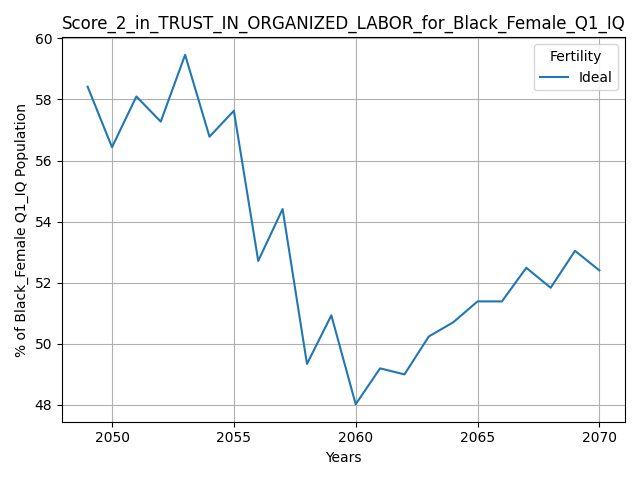 Score_2_in_TRUST_IN_ORGANIZED_LABOR_for_Black_Female_Q1_IQ
% of Black_Female Q1_IQ Population
60
58
56
54
52
50
48
Fertility
Ideal
2050 2055 2060 2065 2070
Years